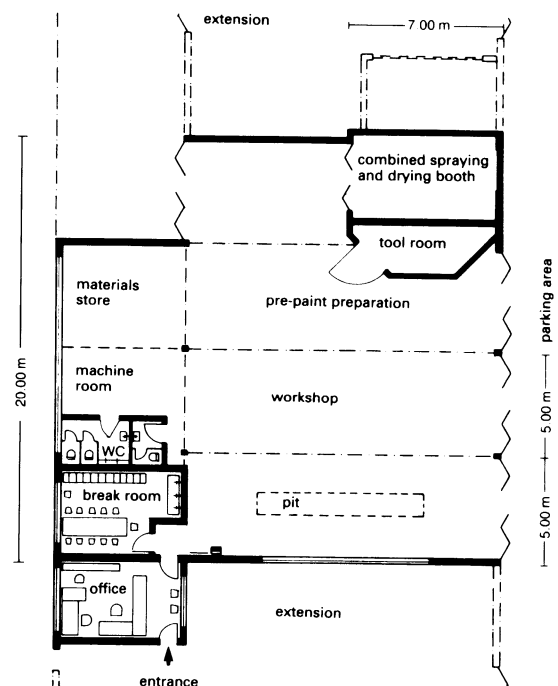 extension
7.00 m
combined spraying
and drying booth
tool room
materials
store
pre-paint preparation
parking area
machine
room
workshop
20.00 m
5.00 m
WC
break room
pit
5.00 m
office
extension
entrance